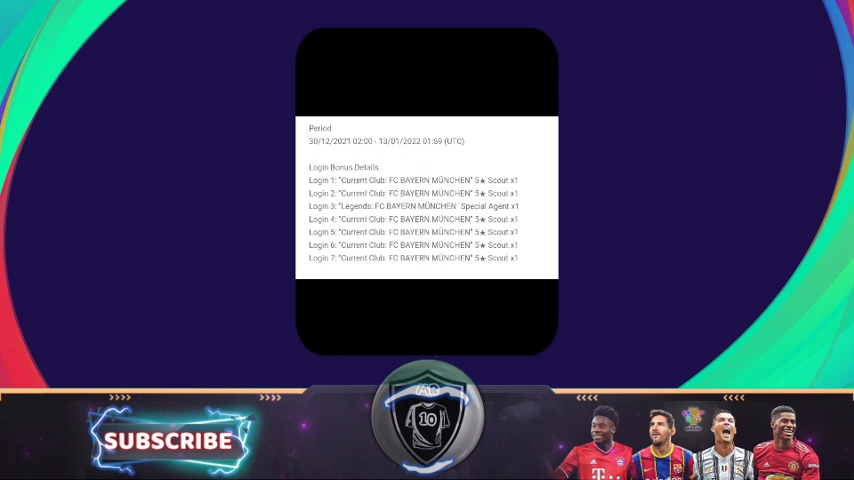 Period
30/12/2021 02:00 - 13/01/2022 01:59 (UTC)
Login Bonus Details
Login 1: "Current Club: FC BAYERN MÜNCHEN" 5★ Scout x1
Login 2: "Current Club: FC BAYERN MÜNCHEN" 5★ Scout x1
Login 3: "Legends: FC BAYERN MÜNCHEN" Special Agent x1
Login 4: "Current Club: FC BAYERN MÜNCHEN" 5★ Scout x1
Login 5: "Current Club: FC BAYERN MÜNCHEN" 5★ Scout x1
Login 6: "Current Club: FC BAYERN MÜNCHEN" 5★ Scout x1
Login 7: "Current Club: FC BAYERN MÜNCHEN" 5★ Scout x1
AR
10
SUBSCRIBE